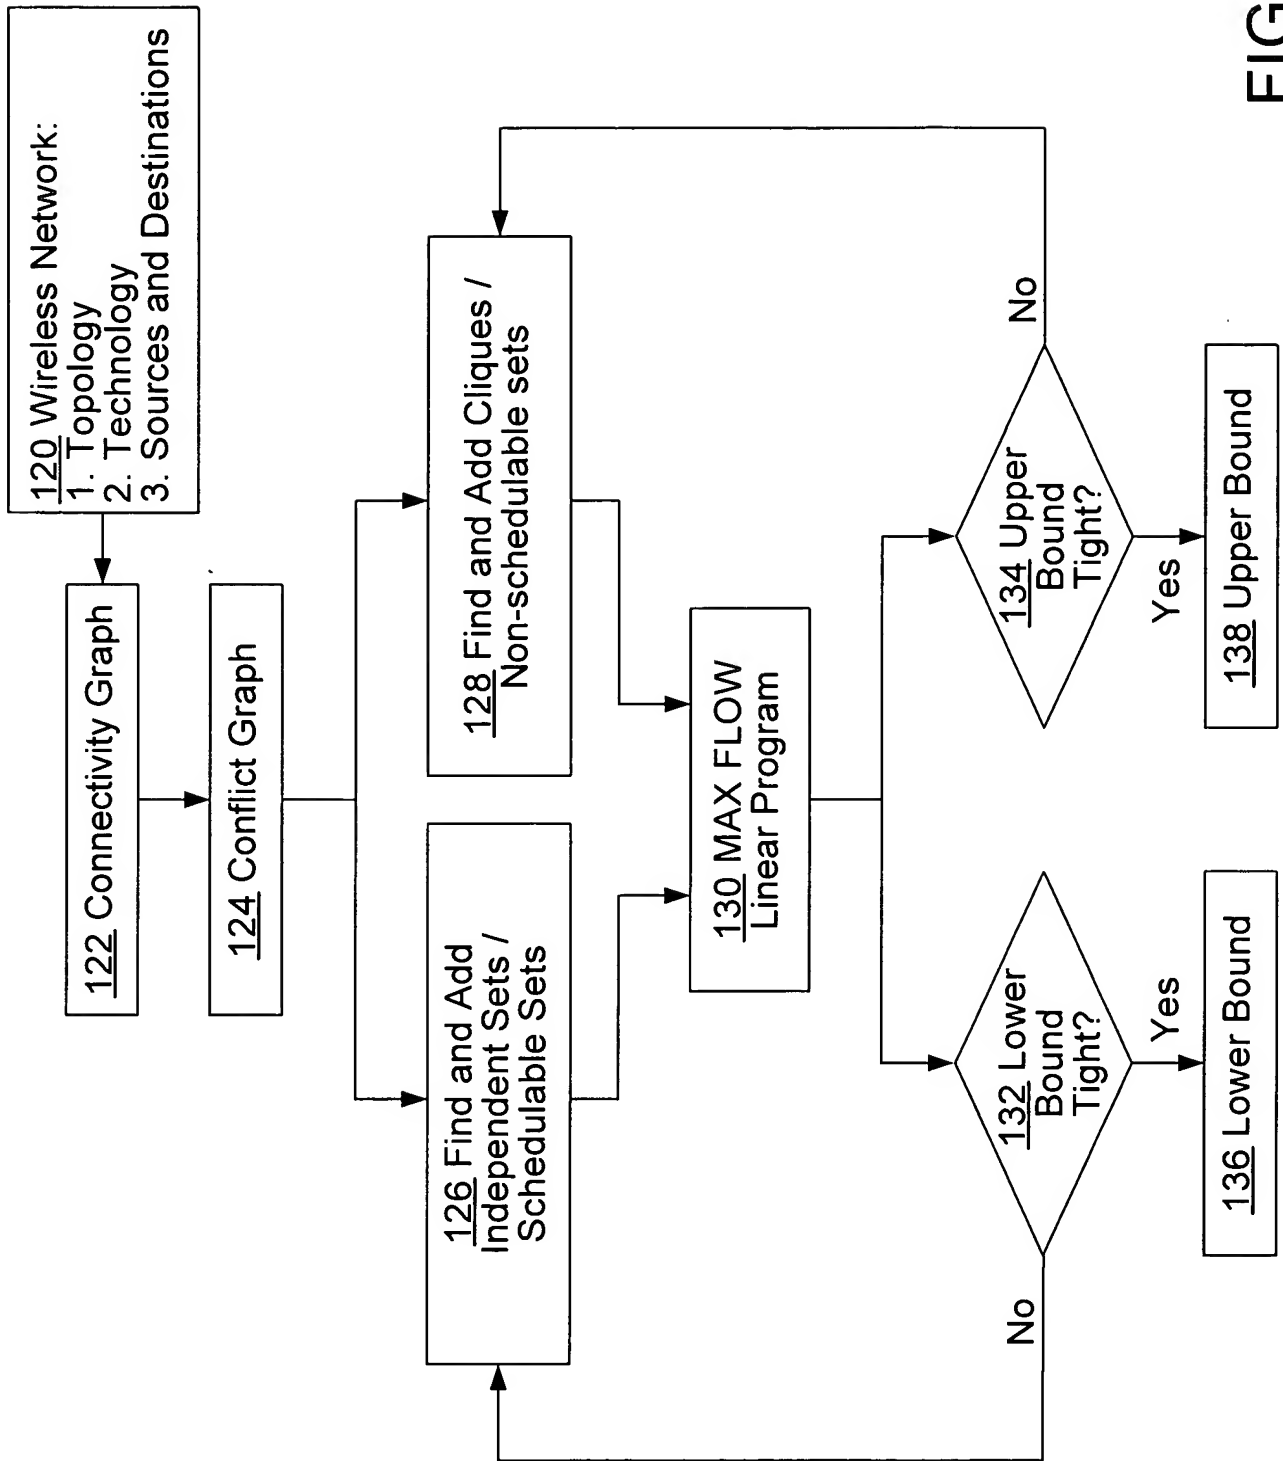 120 Wireless Network:
1. Topology
2. Technology
3. Sources and Destinations
122 Connectivity Graph
124 Conflict Graph
126 Find and Add
Independent Sets /
Schedulable Sets
128 Find and Add Cliques /
Non-schedulable sets
130 MAX FLOW
Linear Program
132 Lower
Bound
Tight?
134 Upper
Bound
Tight?
No
Yes
Yes
No
136 Lower Bound
138 Upper Bound
FIG